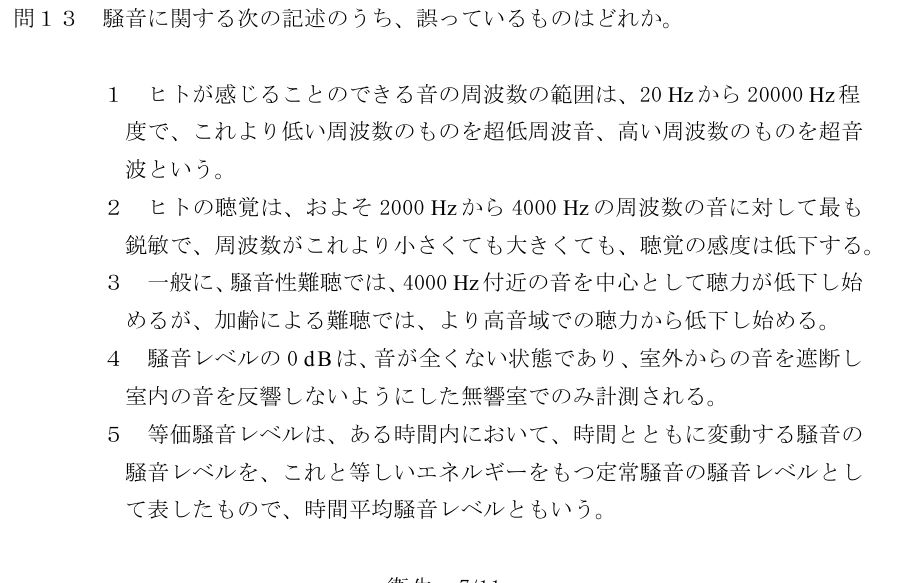 問１３　騒音に関する次の記述のうち、誤っているものはどれか。
１　ヒトが感じることのできる音の周波数の範囲は、20 Hzから 20000 Hz程
度で、これより低い周波数のものを超低周波音、高い周波数のものを超音
波という。
２　ヒトの聴覚は、およそ 2000 Hzから 4000 Hzの周波数の音に対して最も
鋭敏で、周波数がこれより小さくても大きくても、聴覚の感度は低下する。
３　一般に、騒音性難聴では、4000 Hz付近の音を中心として聴力が低下し始
めるが、加齢による難聴では、より高音域での聴力から低下し始める。
４　騒音レベルの 0 dBは、音が全くない状態であり、室外からの音を遮断し
室内の音を反響しないようにした無響室でのみ計測される。
５　等価騒音レベルは、ある時間内において、時間とともに変動する騒音の
騒音レベルを、これと等しいエネルギーをもつ定常騒音の騒音レベルとし
て表したもので、時間平均騒音レベルともいう。